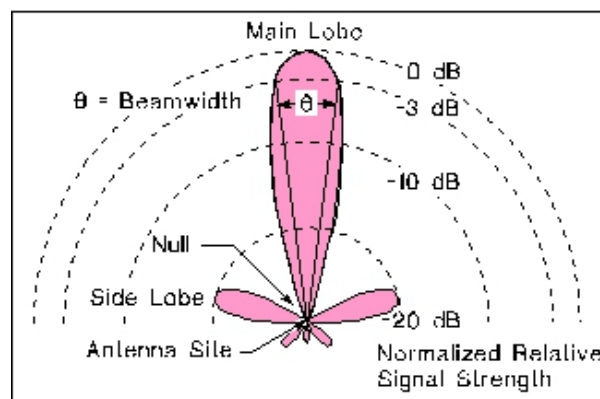 Main Lobe
0 dB
θ = Beamwidth
θ
-3 dB
-10 dB
Null
Side Lobe
-20 dB
Antenna Site
Normalized Relative
Signal Strength